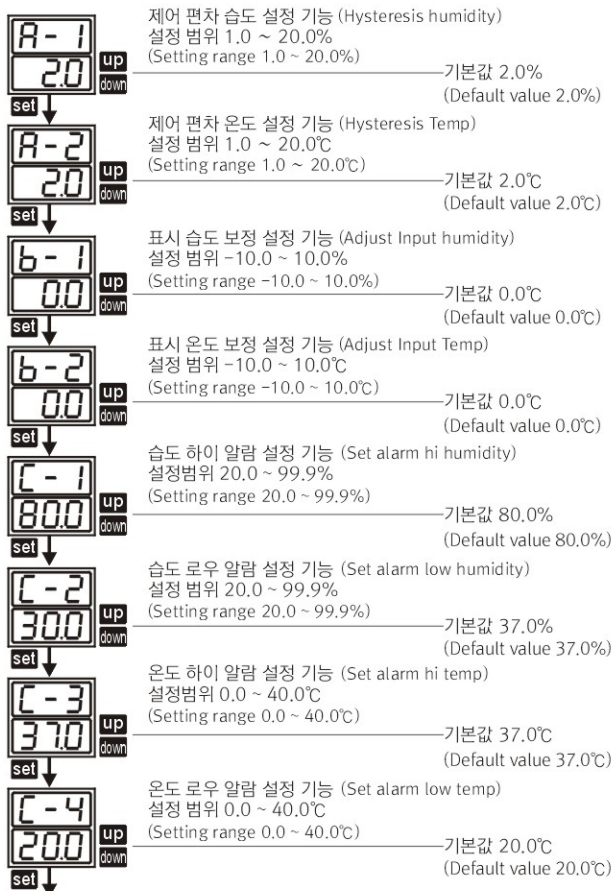 제어 편차 습도 설정 기능 (Hysteresis humidity)
A-1
설정 범위 1.0 ~ 20.0%
(Setting range 1.0 ~ 20.0%)
2.0
up
down
기본값 2.0%
(Default value 2.0%)
set
제어 편차 온도 설정 기능 (Hysteresis Temp)
A-2
설정 범위 1.0 ~ 20.0℃
(Setting range 1.0 ~ 20.0℃)
2.0
up
down
기본값 2.0℃
(Default value 2.0℃)
set
표시 습도 보정 설정 기능 (Adjust Input humidity)
b-1
설정 범위 -10.0 ~ 10.0%
(Setting range -10.0 ~ 10.0%)
0.0
up
down
기본값 0.0℃
(Default value 0.0℃)
set
표시 온도 보정 설정 기능 (Adjust Input Temp)
b-2
설정 범위 -10.0 ~ 10.0℃
(Setting range -10.0 ~ 10.0℃)
0.0
up
down
기본값 0.0℃
(Default value 0.0℃)
set
습도 하이 알람 설정 기능 (Set alarm hi humidity)
C-1
설정범위 20.0 ~ 99.9%
(Setting range 20.0 ~ 99.9%)
80.0
up
down
기본값 80.0%
(Default value 80.0%)
set
습도 로우 알람 설정 기능 (Set alarm low humidity)
C-2
설정 범위 20.0 ~ 99.9%
(Setting range 20.0 ~ 99.9%)
30.0
up
down
기본값 37.0%
(Default value 37.0%)
set
온도 하이 알람 설정 기능 (Set alarm hi temp)
C-3
설정범위 0.0 ~ 40.0℃
(Setting range 0.0 ~ 40.0℃)
37.0
up
down
기본값 37.0℃
(Default value 37.0℃)
set
온도 로우 알람 설정 기능 (Set alarm low temp)
C-4
설정 범위 0.0 ~ 40.0℃
(Setting range 0.0 ~ 40.0℃)
20.0
up
down
기본값 20.0℃
(Default value 20.0℃)
set